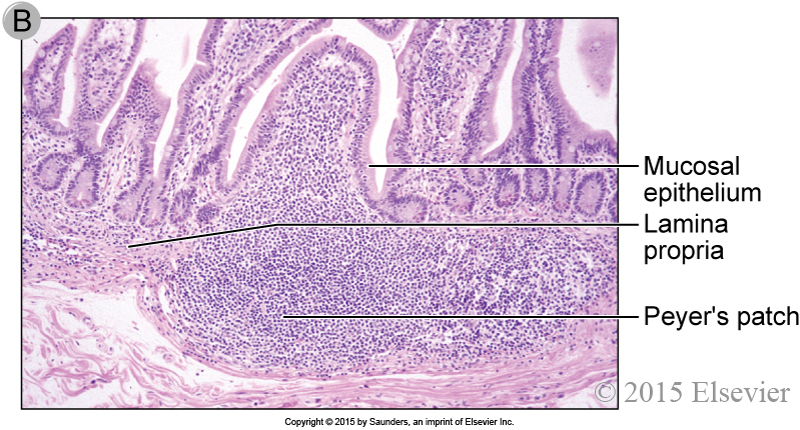 B
Mucosal
epithelium
Lamina
propria
Peyer's patch
© 2015 Elsevier
Copyright © 2015 by Saunders, an imprint of Elsevier Inc.